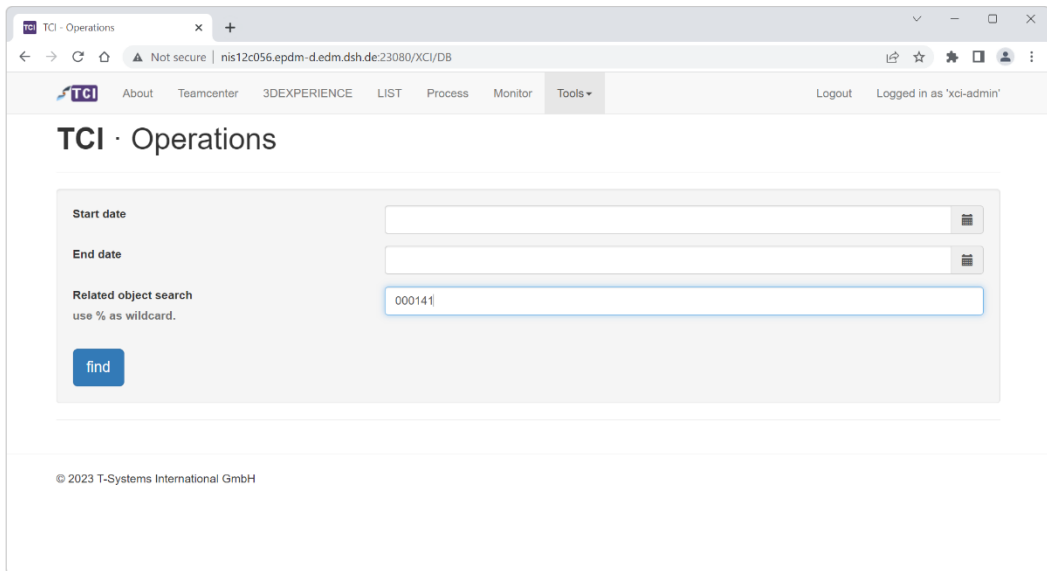 TCI TCI - Operations
Not secure | nis12c056.epdm-d.edm.dsh.de:23080/XCI/DB
TCI About Teamcenter 3DEXPERIENCE LIST Process Monitor Tools Logout Logged in as 'xci-admin'
TCI · Operations
Start date
End date
Related object search 000141
use % as wildcard.
find
© 2023 T-Systems International GmbH